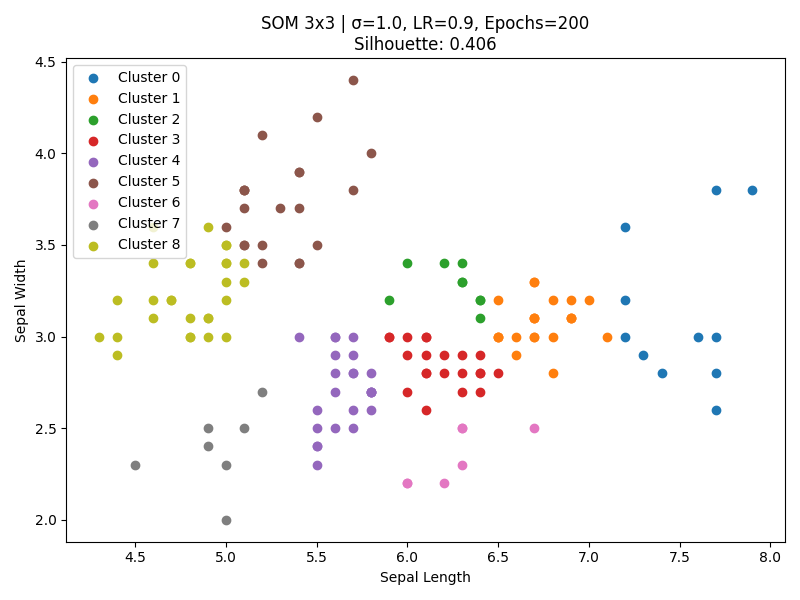 SOM 3x3 | σ=1.0, LR=0.9, Epochs=200
Silhouette: 0.406
Cluster 0
Cluster 1
Cluster 2
Cluster 3
Cluster 4
Cluster 5
Cluster 6
Cluster 7
Cluster 8
Sepal Width
4.5
4.0
3.5
3.0
2.5
2.0
4.5 5.0 5.5 6.0 6.5 7.0 7.5 8.0
Sepal Length